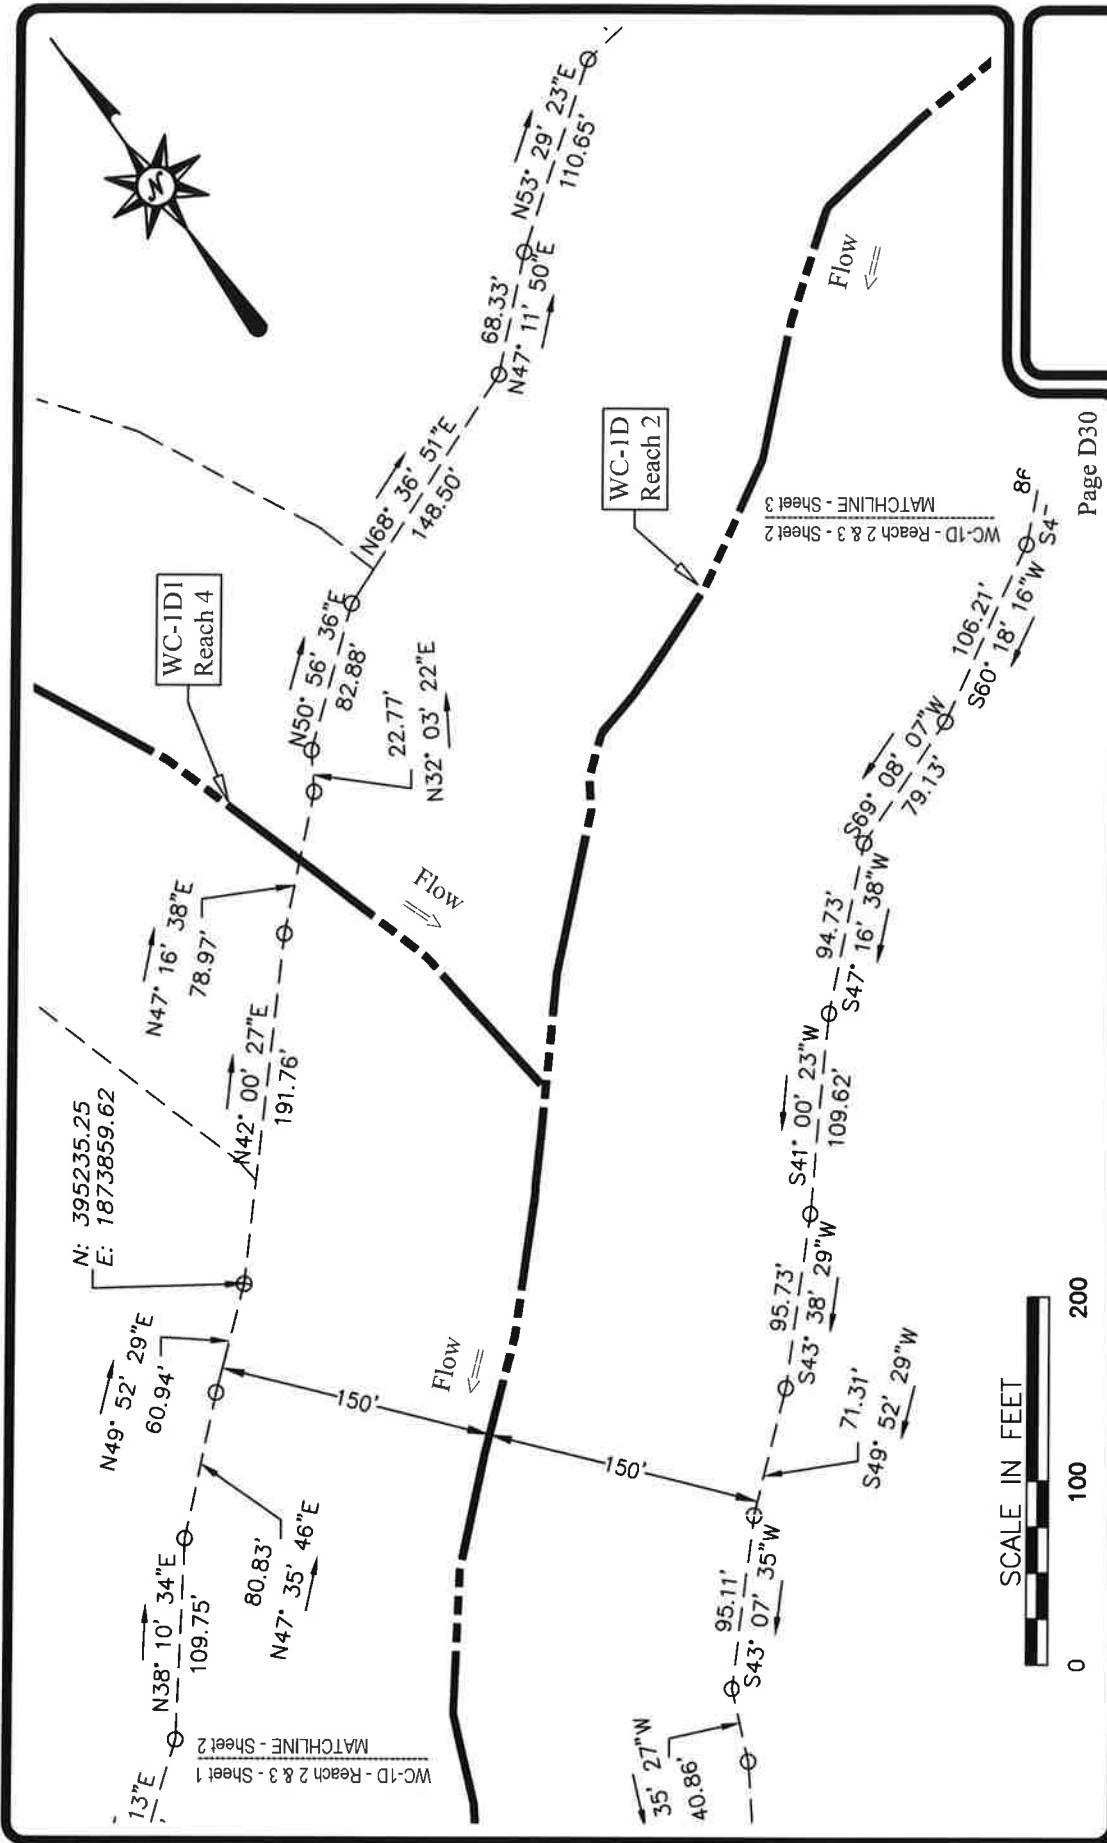 N
N53° 29' 23"E
110.65'
68.33'
N47° 11' 50"E
N68° 36' 51"E
148.50'
WC-1D1
Reach 4
N50° 56' 36"E
82.88'
22.77'
N32° 03' 22"E
N47° 16' 38"E
78.97'
N42° 00' 27"E
191.76'
N: 395235.25
E: 1873859.62
N49° 52' 29"E
60.94'
80.83'
N47° 35' 46"E
N38° 10' 34"E
109.75'
13"E
WC-1D - Reach 2 & 3 - Sheet 1
MATCHLINE - Sheet 2
Flow
Flow
Flow
150'
150'
WC-1D
Reach 2
WC-1D - Reach 2 & 3 - Sheet 2
MATCHLINE - Sheet 3
35' 27"W
40.86'
95.11'
S43° 07' 35"W
71.31'
S49° 52' 29"W
95.73'
S43° 38' 29"W
S41° 00' 23"W
109.62'
94.73'
S47° 16' 38"W
S69° 08' 07"W
79.13'
106.21'
S60° 18' 16"W
S4
SCALE IN FEET
0 100 200
Page D30